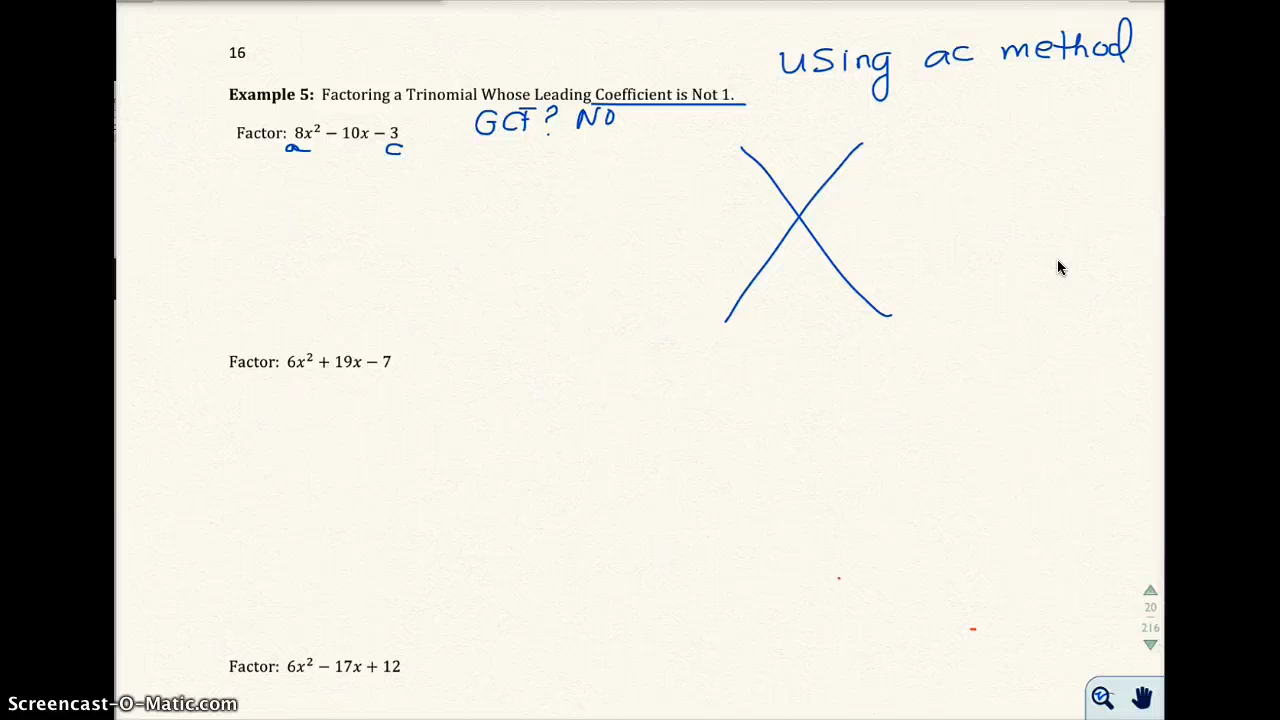 using ac method
16
Example 5: Factoring a Trinomial Whose Leading Coefficient is Not 1.
GCF? NO
Factor: 8x² − 10x − 3
a c
Factor: 6x² + 19x − 7
20
216
Factor: 6x² − 17x + 12
Screencast-O-Matic.com